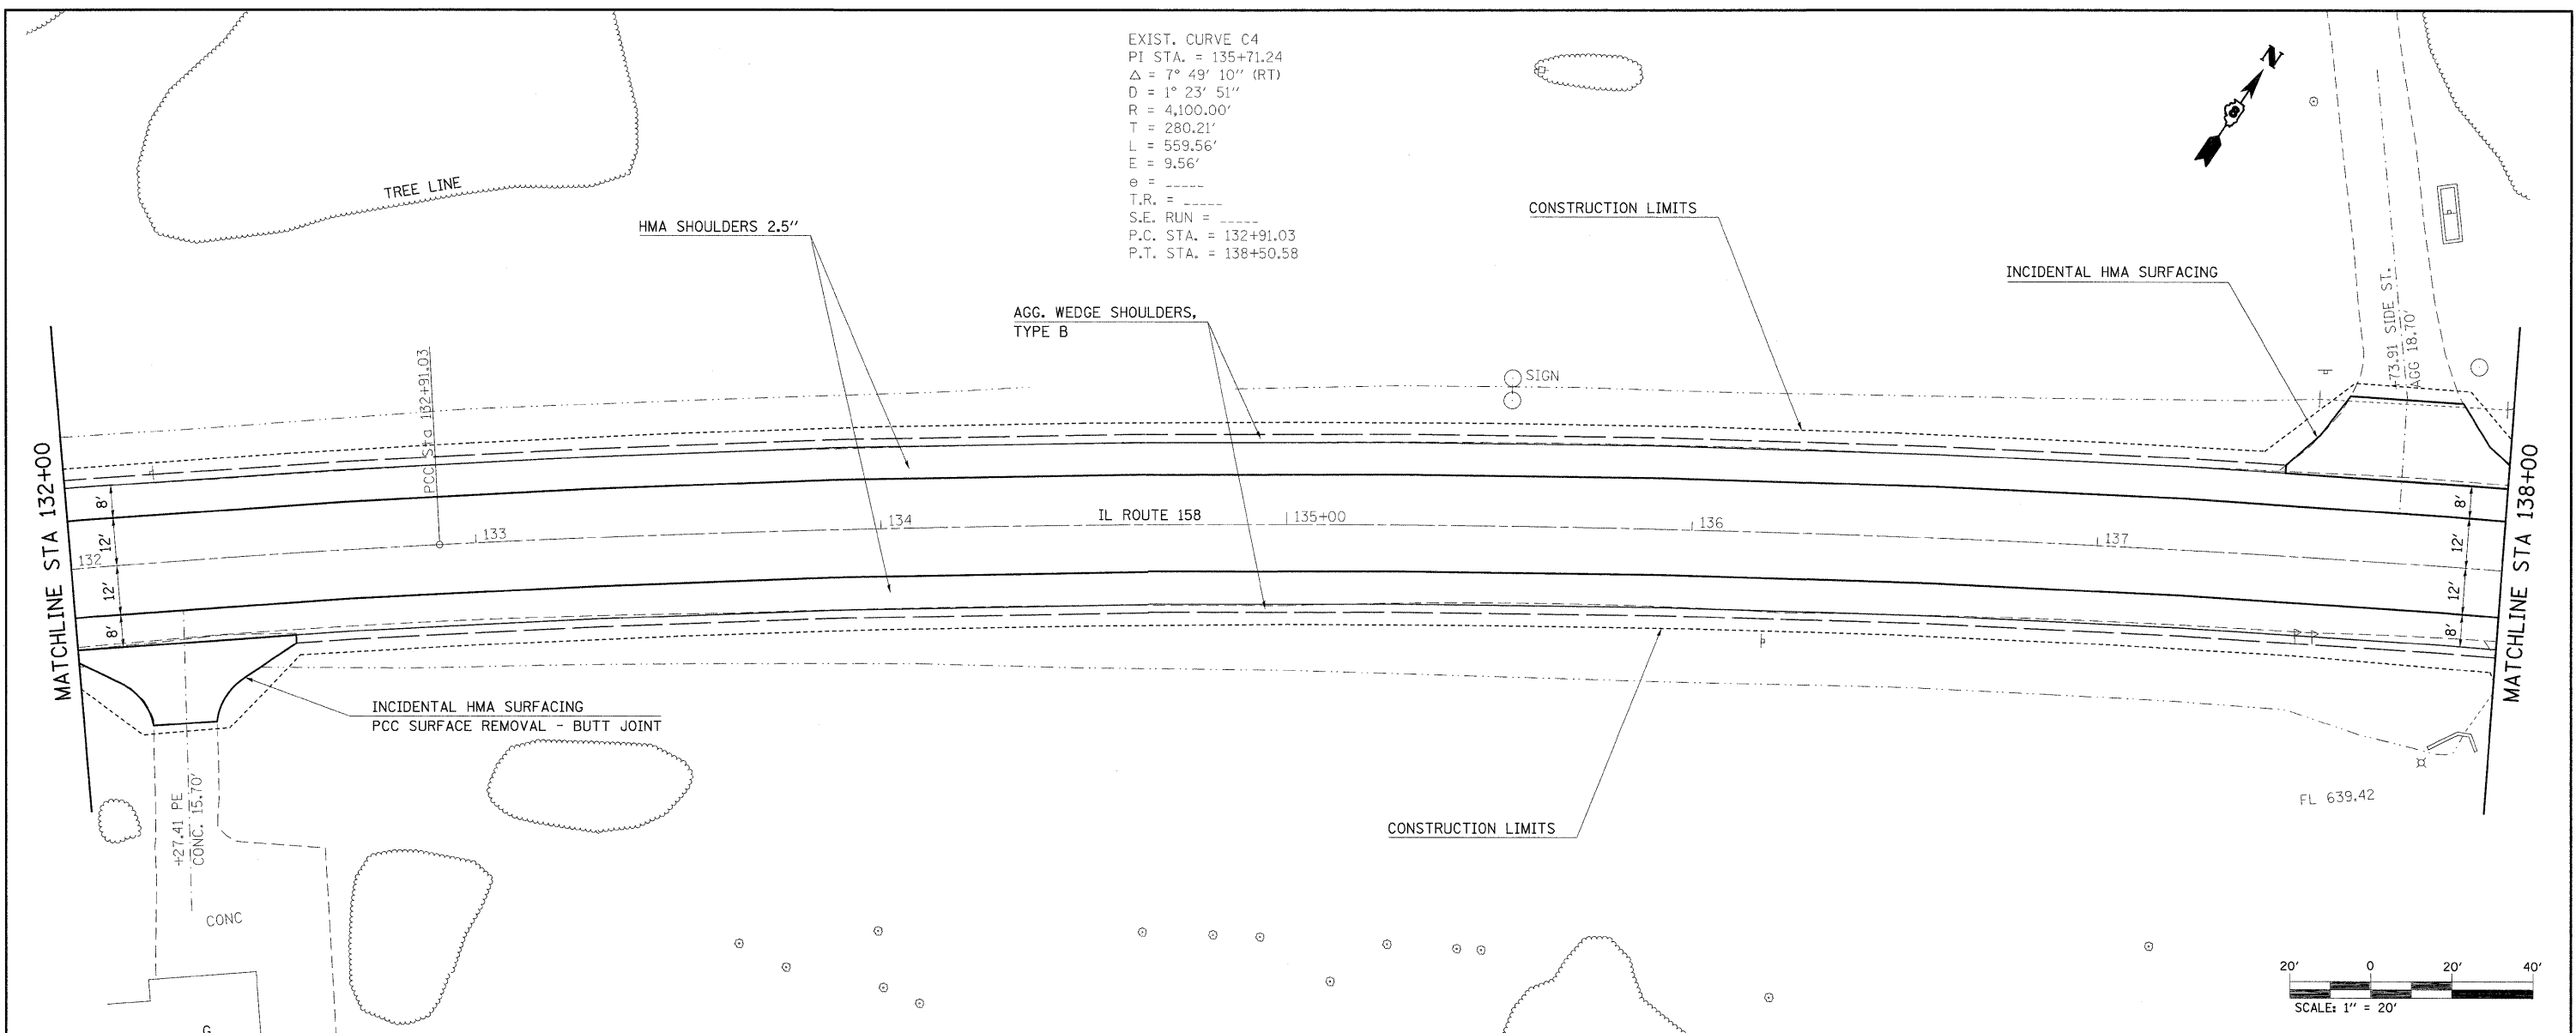 EXIST. CURVE C4
PI STA. = 135+71.24
Δ = 7° 49' 10" (RT)
D = 1° 23' 51"
R = 4,100.00'
T = 280.21'
L = 559.56'
E = 9.56'
e = _____
T.R. = _____
S.E. RUN = _____
P.C. STA. = 132+91.03
P.T. STA. = 138+50.58
N
TREE LINE
HMA SHOULDERS 2.5"
CONSTRUCTION LIMITS
INCIDENTAL HMA SURFACING
AGG. WEDGE SHOULDERS,
TYPE B
+73.91 SIDE ST.
AGG 18.70'
SIGN
PCC Sta 132+91.03
MATCHLINE STA 132+00
8'
12'
12'
8'
132
133
134
IL ROUTE 158
135+00
136
137
8'
12'
12'
8'
MATCHLINE STA 138+00
INCIDENTAL HMA SURFACING
PCC SURFACE REMOVAL - BUTT JOINT
+27.41 PE
CONC. 15.70'
CONC
G
CONSTRUCTION LIMITS
FL 639.42
20' 0 20' 40'
SCALE: 1" = 20'